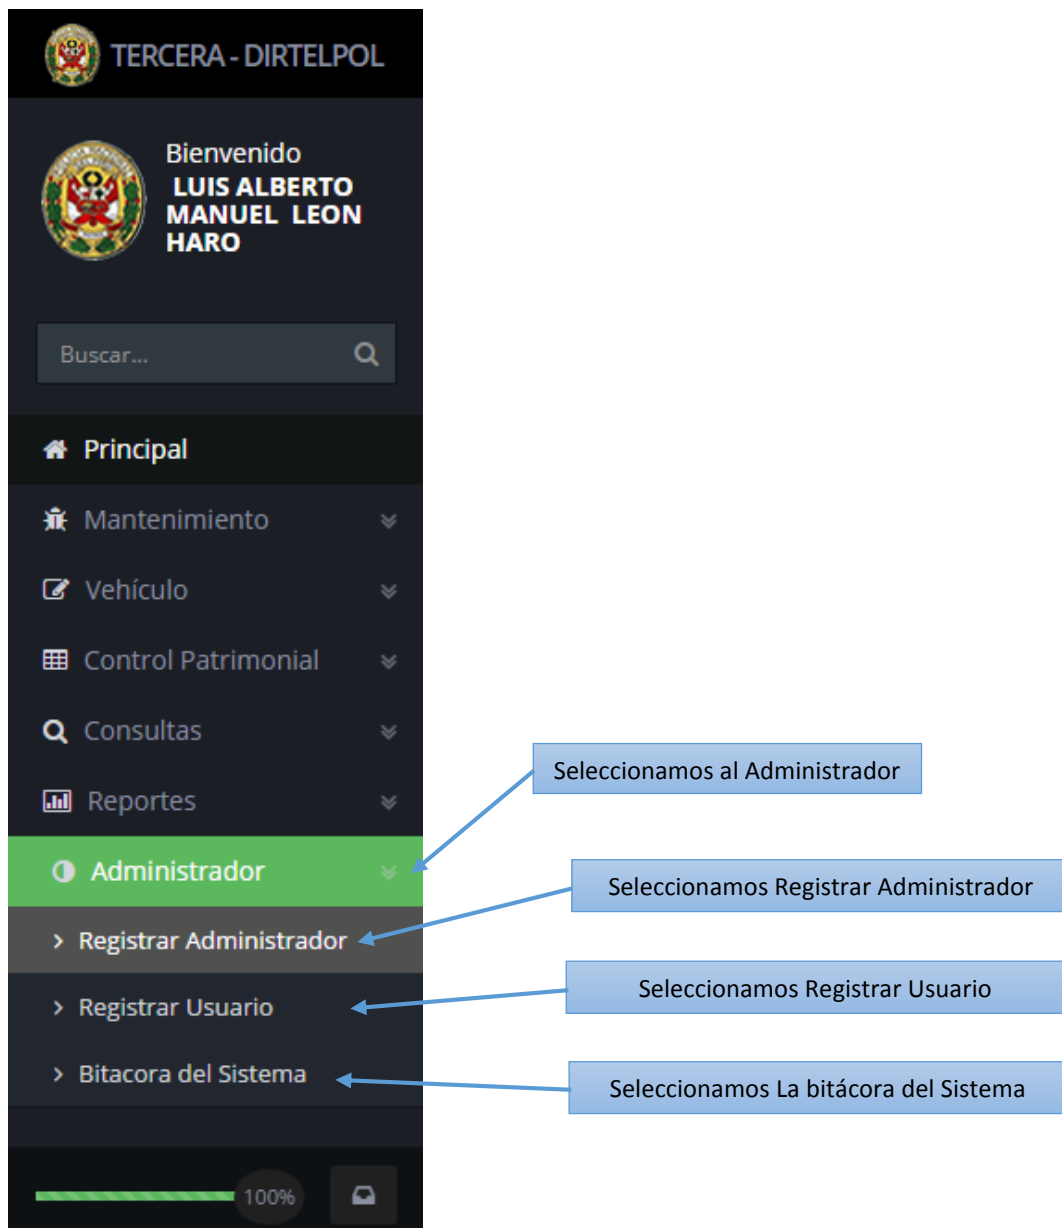 TERCERA - DIRTELPOL
Bienvenido
LUIS ALBERTO
MANUEL LEON
HARO
Buscar...
Principal
Mantenimiento
Vehículo
Control Patrimonial
Consultas
Reportes
Seleccionamos al Administrador
Administrador
Seleccionamos Registrar Administrador
Registrar Administrador
Seleccionamos Registrar Usuario
Registrar Usuario
Bitacora del Sistema
Seleccionamos La bitácora del Sistema
100%